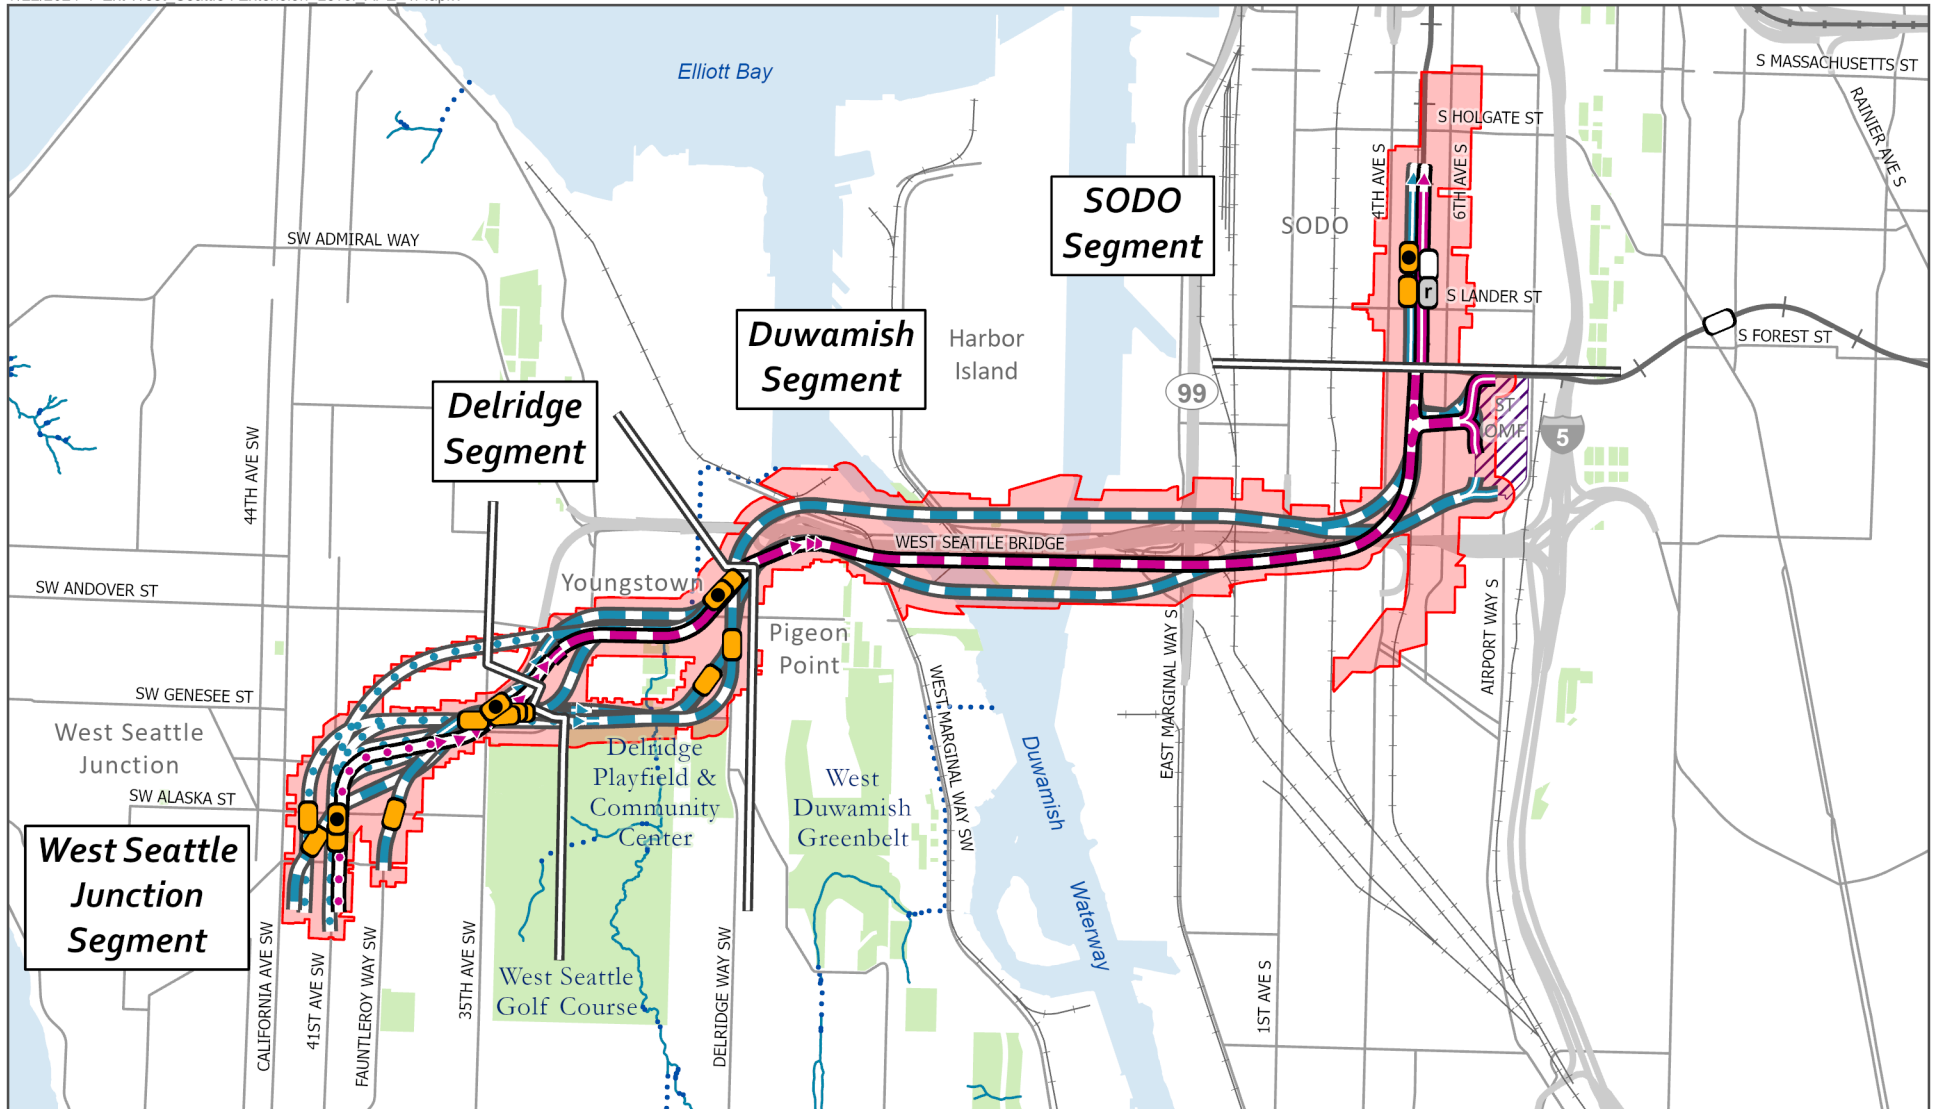 Elliott Bay
S MASSACHUSETTS ST
RAINIER AVE S
S HOLGATE ST
4TH AVE S
6TH AVE S
SODO
Segment
SODO
SW ADMIRAL WAY
S LANDER ST
r
S FOREST ST
Duwamish
Segment
Harbor
Island
99
Delridge
Segment
ST
OMF
5
44TH AVE SW
WEST SEATTLE BRIDGE
Youngstown
SW ANDOVER ST
Pigeon
Point
AIRPORT WAY S
EAST MARGINAL WAY S
WEST MARGINAL WAY SW
SW GENESEE ST
West Seattle
Junction
Delridge
Playfield &
Community
Center
West
Duwamish
Greenbelt
Duwamish
Waterway
SW ALASKA ST
West Seattle
Junction
Segment
CALIFORNIA AVE SW
41ST AVE SW
FAUNTLEROY WAY SW
35TH AVE SW
West Seattle
Golf Course
DELRIDGE WAY SW
1ST AVE S